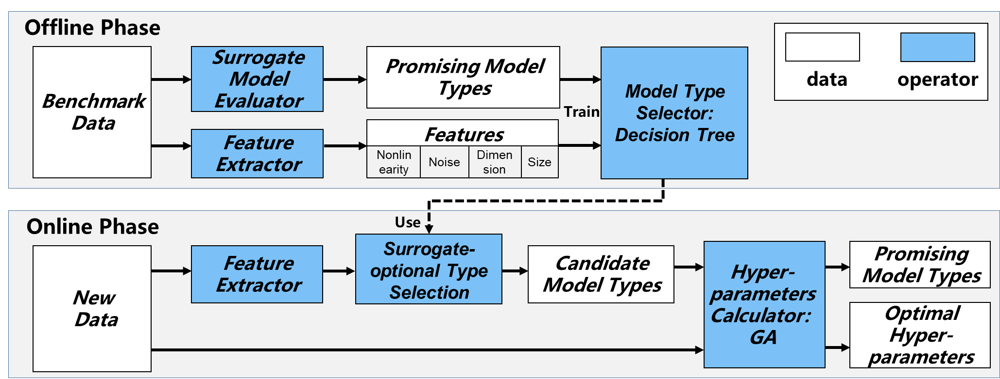 Offline Phase
Benchmark
Data
Surrogate
Model
Evaluator
Feature
Extractor
Promising Model
Types
Features
Nonlin
earity
Noise
Dimen
sion
Size
Train
Model Type
Selector:
Decision Tree
data
operator
Online Phase
Use
New
Data
Feature
Extractor
Surrogate-
optional Type
Selection
Candidate
Model Types
Hyper-
parameters
Calculator:
GA
Promising
Model Types
Optimal
Hyper-
parameters